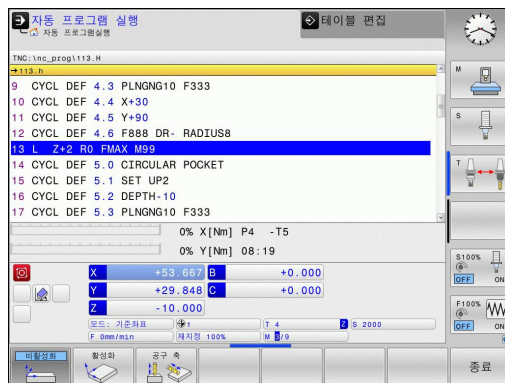 자동 프로그램 실행
자동 프로그램실행
테이블 편집
TNC:\nc_prog\113.H
→113.h
9 CYCL DEF 4.3 PLNGNG10 F333
10 CYCL DEF 4.4 X+30
11 CYCL DEF 4.5 Y+90
12 CYCL DEF 4.6 F888 DR- RADIUS8
13 L Z+2 R0 FMAX M99
14 CYCL DEF 5.0 CIRCULAR POCKET
15 CYCL DEF 5.1 SET UP2
16 CYCL DEF 5.2 DEPTH-10
17 CYCL DEF 5.3 PLNGNG10 F333
0% X[Nm] P4 -T5
0% Y[Nm] 08:19
X +53.667 B +0.000
Y +29.848 C +0.000
Z -10.000
모드: 기준좌표 1 T 4 Z S 2000
F 0mm/min 재지정 100% M 8/9
비활성화
활성화
공구 축
종료
M
S
T
S100%
OFF ON
F100%
OFF ON